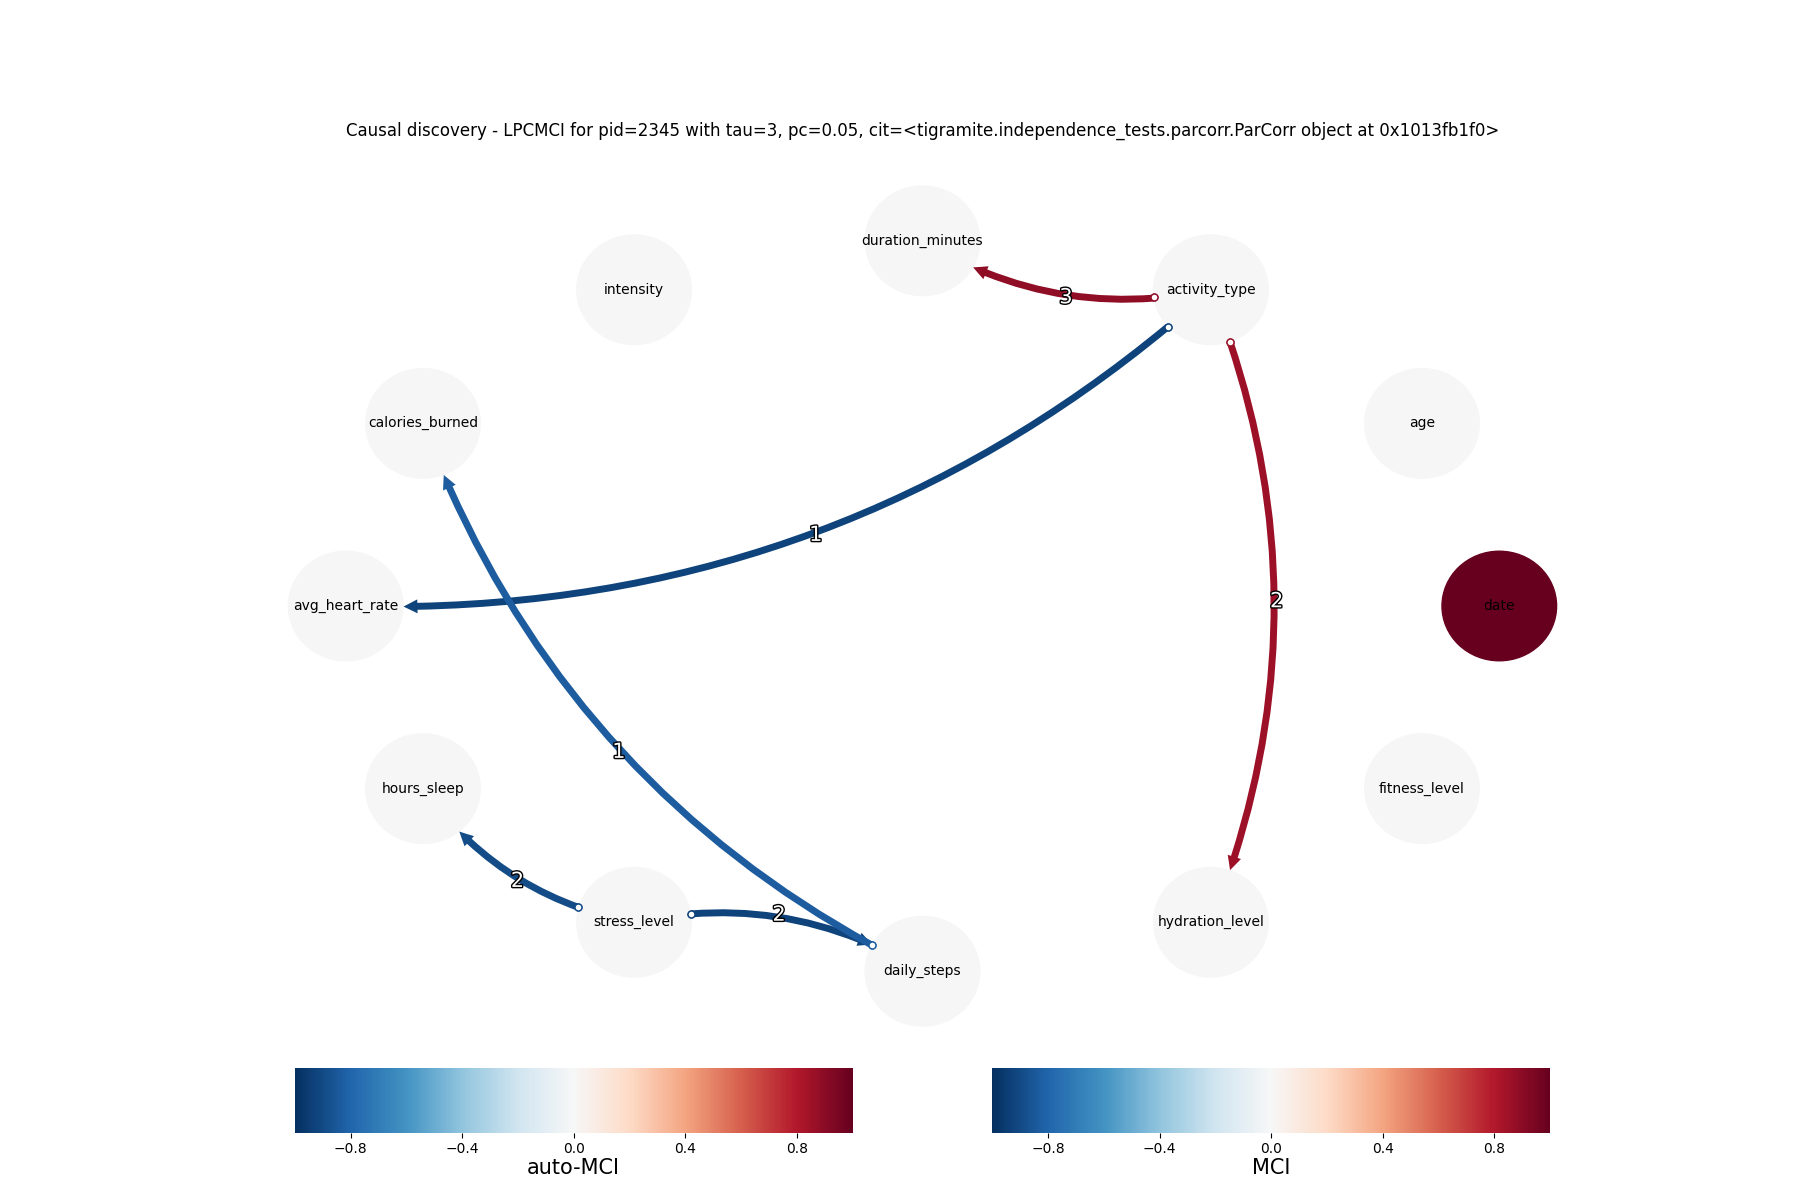 Causal discovery - LPCMCI for pid=2345 with tau=3, pc=0.05, cit=<tigramite.independence_tests.parcorr.ParCorr object at 0x1013fb1f0>
duration_minutes
intensity
activity_type
3
calories_burned
age
1
avg_heart_rate
2
date
1
hours_sleep
fitness_level
2
stress_level
2
hydration_level
daily_steps
−0.8
−0.4
0.0
0.4
0.8
auto-MCI
−0.8
−0.4
0.0
0.4
0.8
MCI